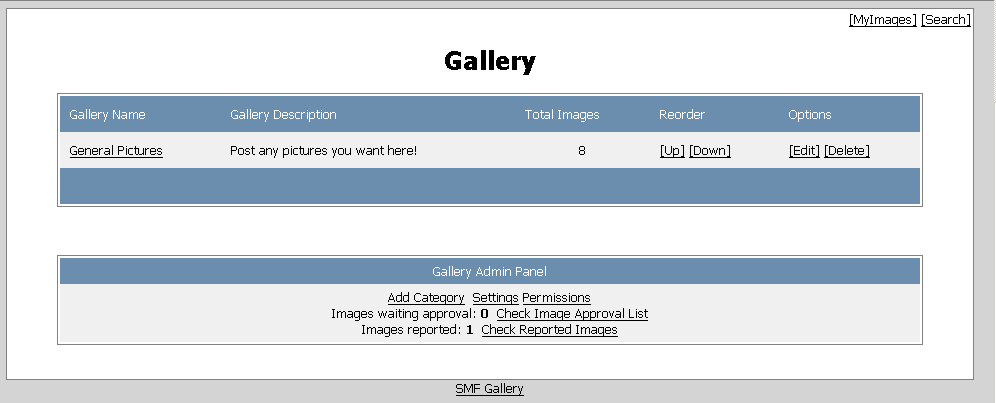 [MyImages] [Search]
Gallery
Gallery Name Gallery Description Total Images Reorder Options
General Pictures Post any pictures you want here! 8 [Up] [Down] [Edit] [Delete]
Gallery Admin Panel
Add Category Settings Permissions
Images waiting approval: 0 Check Image Approval List
Images reported: 1 Check Reported Images
SMF Gallery